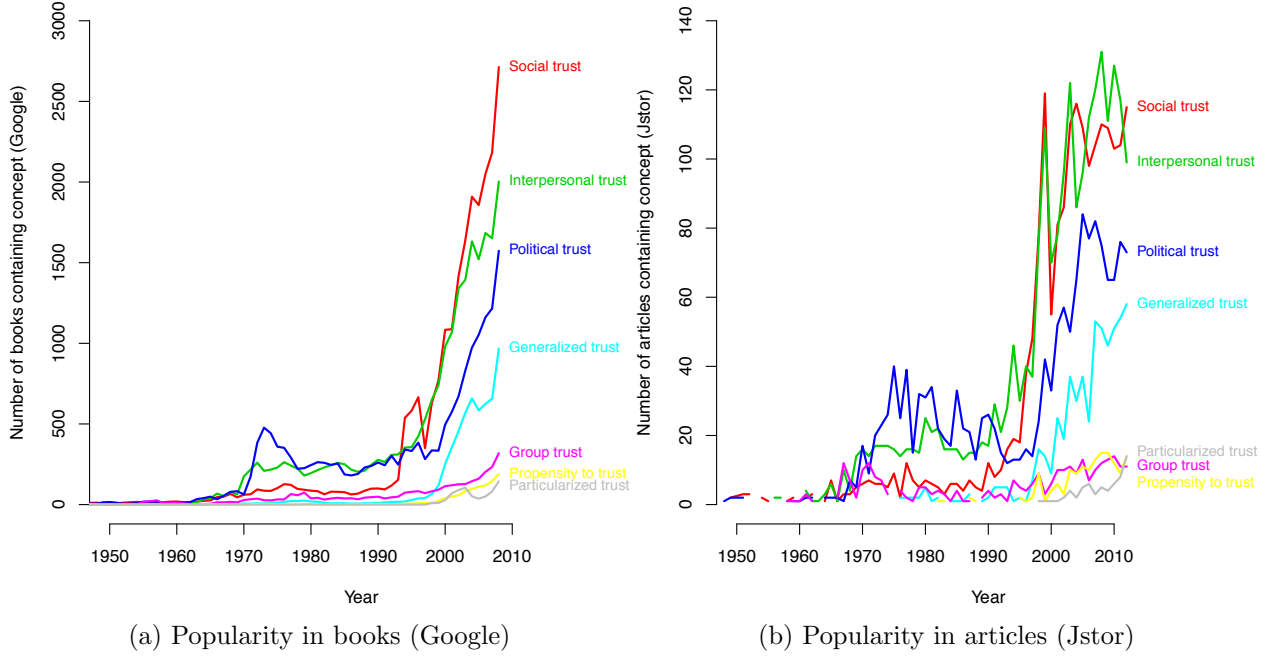 Number of books containing concept (Google)
3000
2500
2000
1500
1000
500
0
Social trust
Interpersonal trust
Political trust
Generalized trust
Group trust
Propensity to trust
Particularized trust
1950 1960 1970 1980 1990 2000 2010
Year
(a) Popularity in books (Google)
Number of articles containing concept (Jstor)
140
120
100
80
60
40
20
0
Social trust
Interpersonal trust
Political trust
Generalized trust
Particularized trust
Group trust
Propensity to trust
1950 1960 1970 1980 1990 2000 2010
Year
(b) Popularity in articles (Jstor)